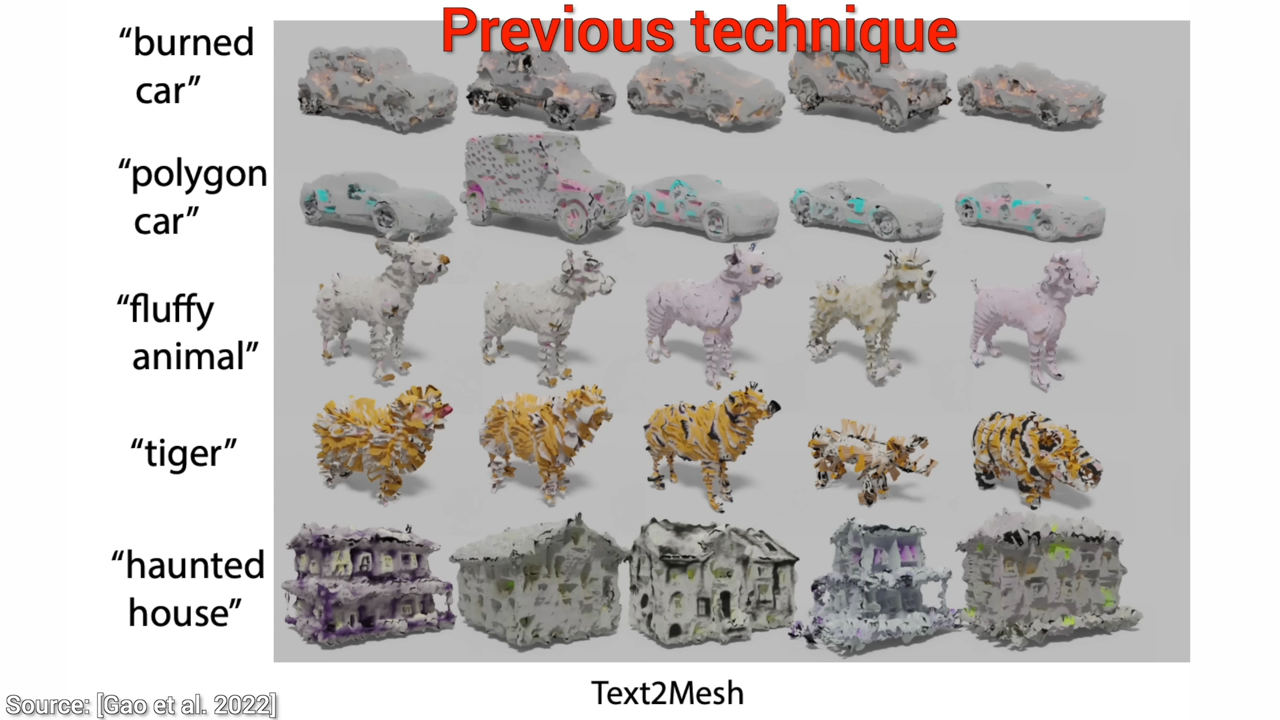 Previous technique
“burned
car”
“polygon
car”
“fluffy
animal”
“tiger”
“haunted
house”
Text2Mesh
Source: [Gao et al. 2022]